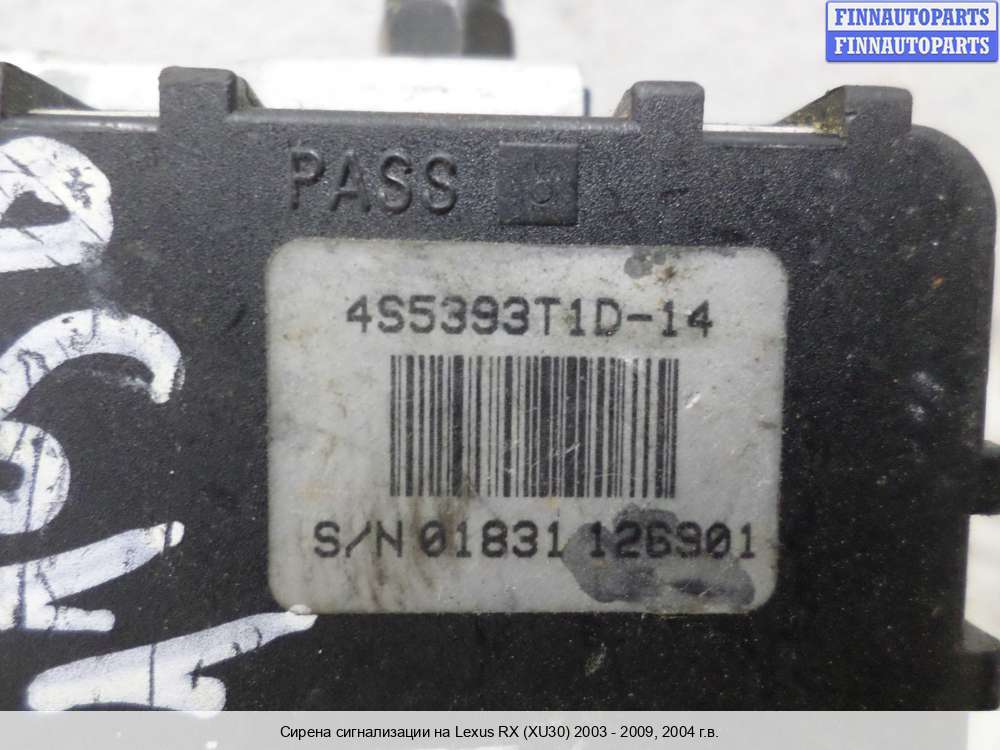 FINNAUTOPARTS
FINNAUTOPARTS
PASS
4S5393T1D-14
S/N 01831 126901
Сирена сигнализации на Lexus RX (XU30) 2003 - 2009, 2004 г.в.